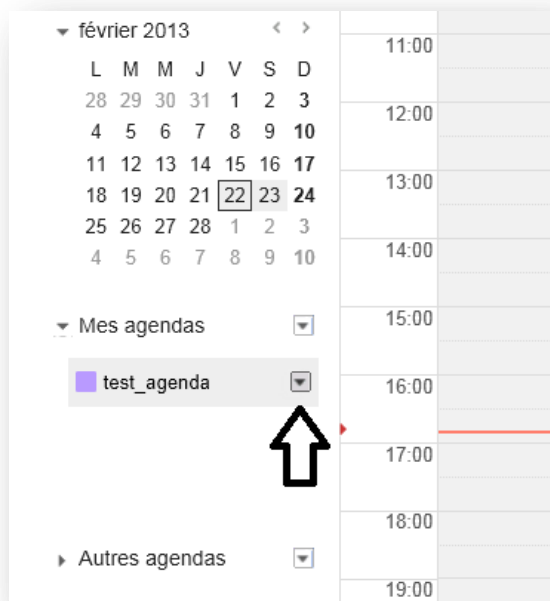 février 2013
L M M J V S D
28 29 30 31 1 2 3
4 5 6 7 8 9 10
11 12 13 14 15 16 17
18 19 20 21 22 23 24
25 26 27 28 1 2 3
4 5 6 7 8 9 10
Mes agendas
test_agenda
Autres agendas
11:00
12:00
13:00
14:00
15:00
16:00
17:00
18:00
19:00